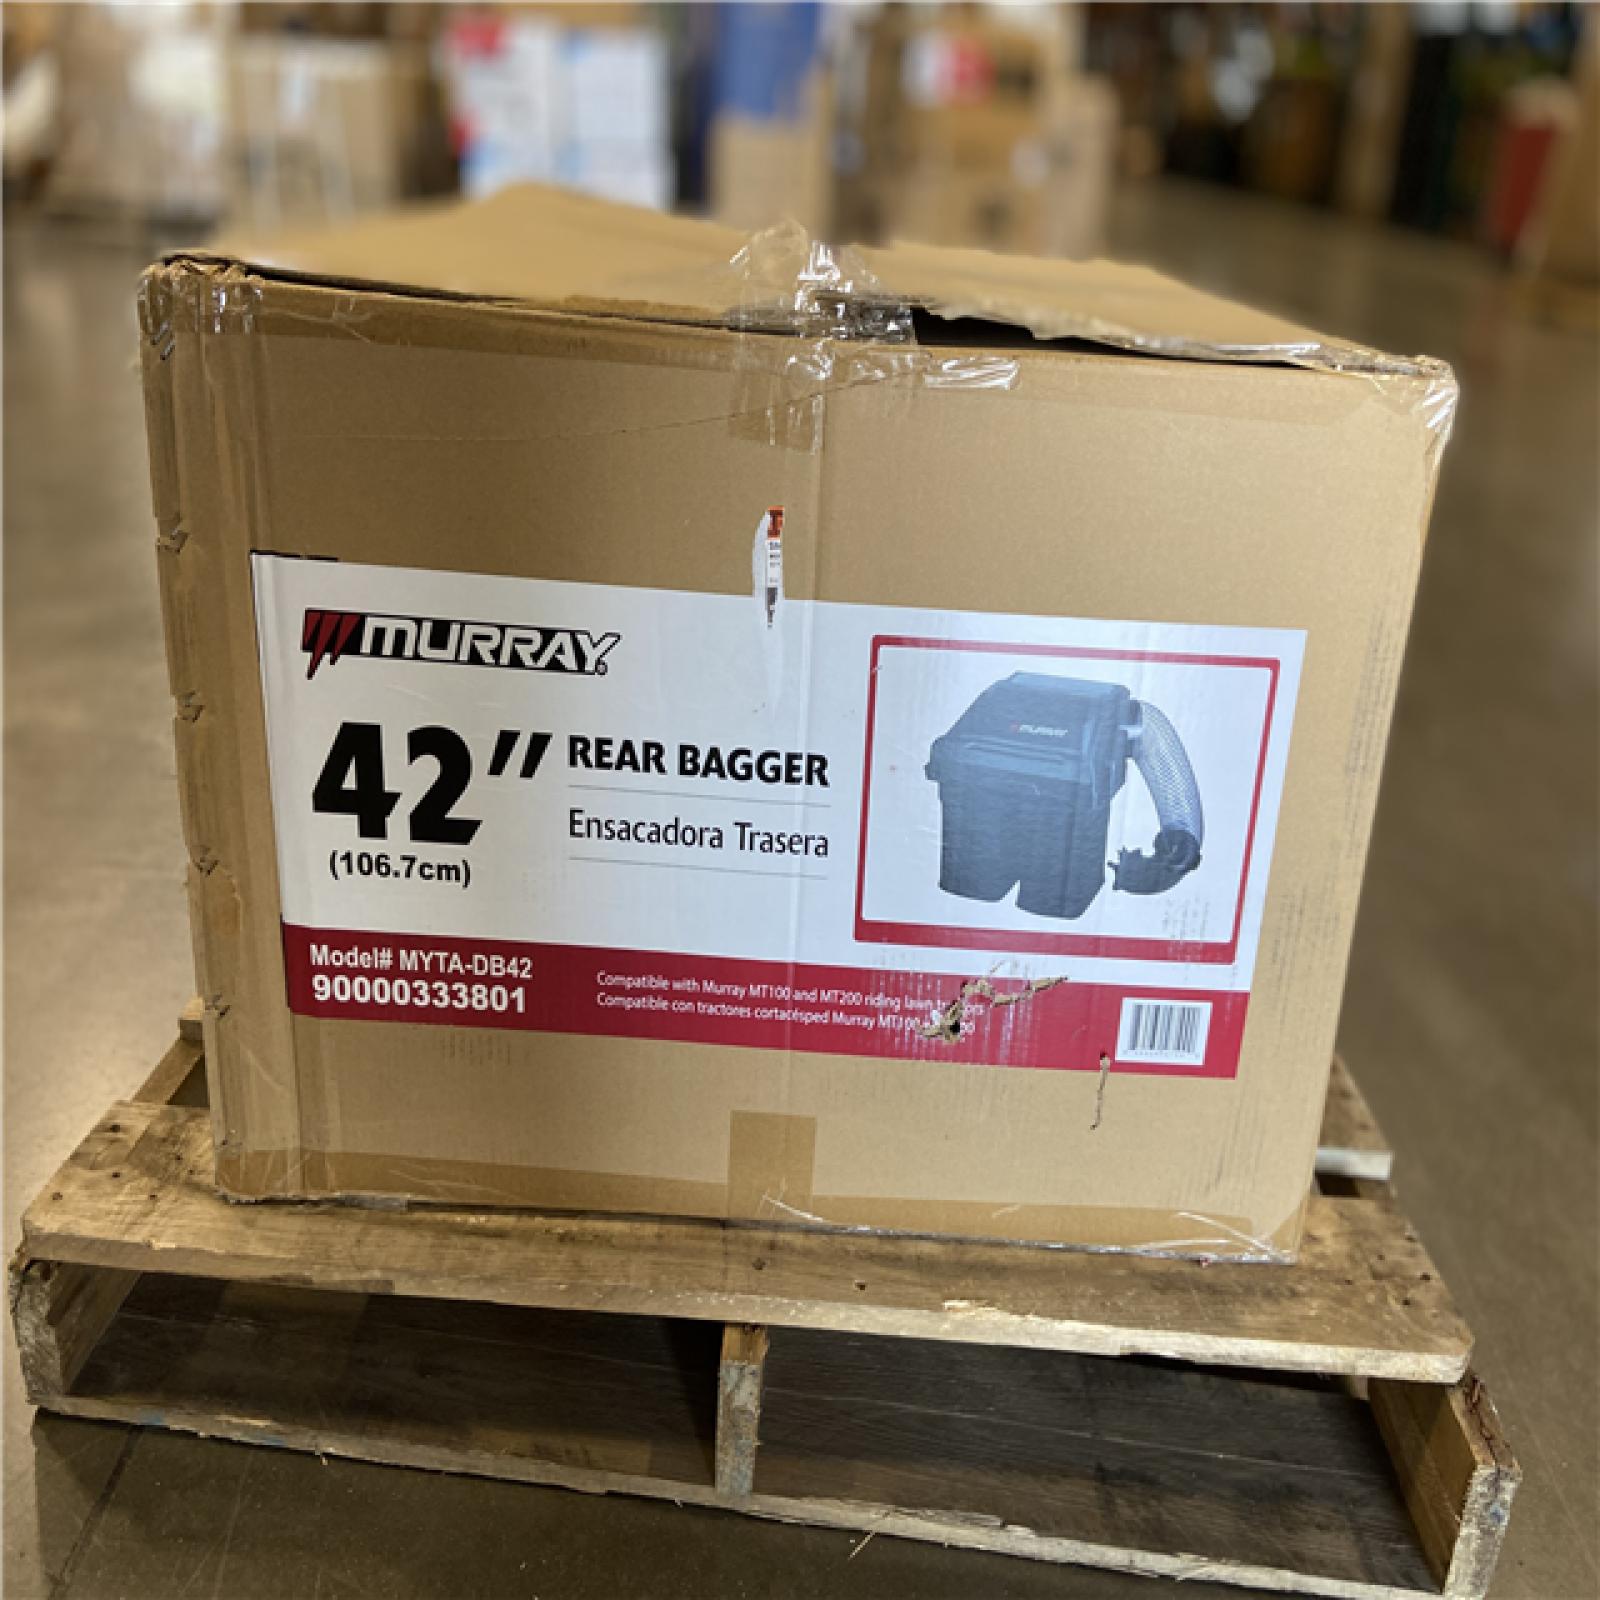 MURRAY
42" REAR BAGGER
Ensacadora Trasera
(106.7cm)
MURRAY
Model# MYTA-DB42
90000333801
Compatible with Murray MT100 and MT200 riding lawn
Compatible con tractores cortacésped Murray MT100